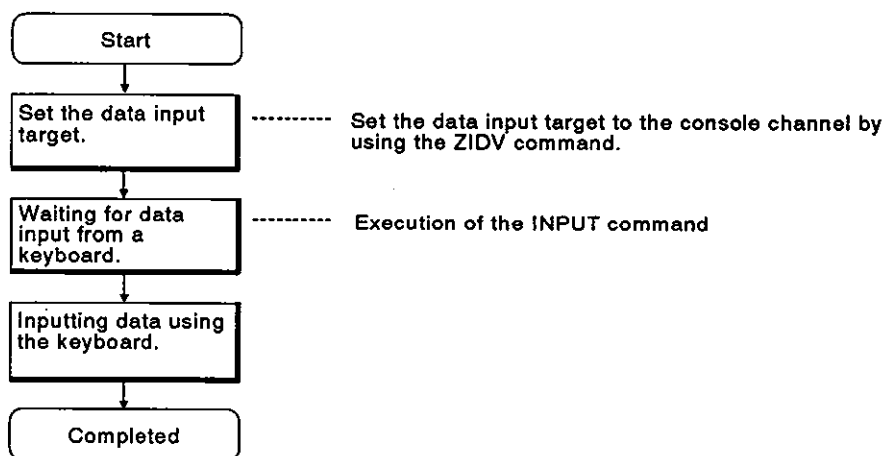 Start
Set the data input
target.
Set the data input target to the console channel by
using the ZIDV command.
Waiting for data
input from a
keyboard.
Execution of the INPUT command
Inputting data using
the keyboard.
Completed